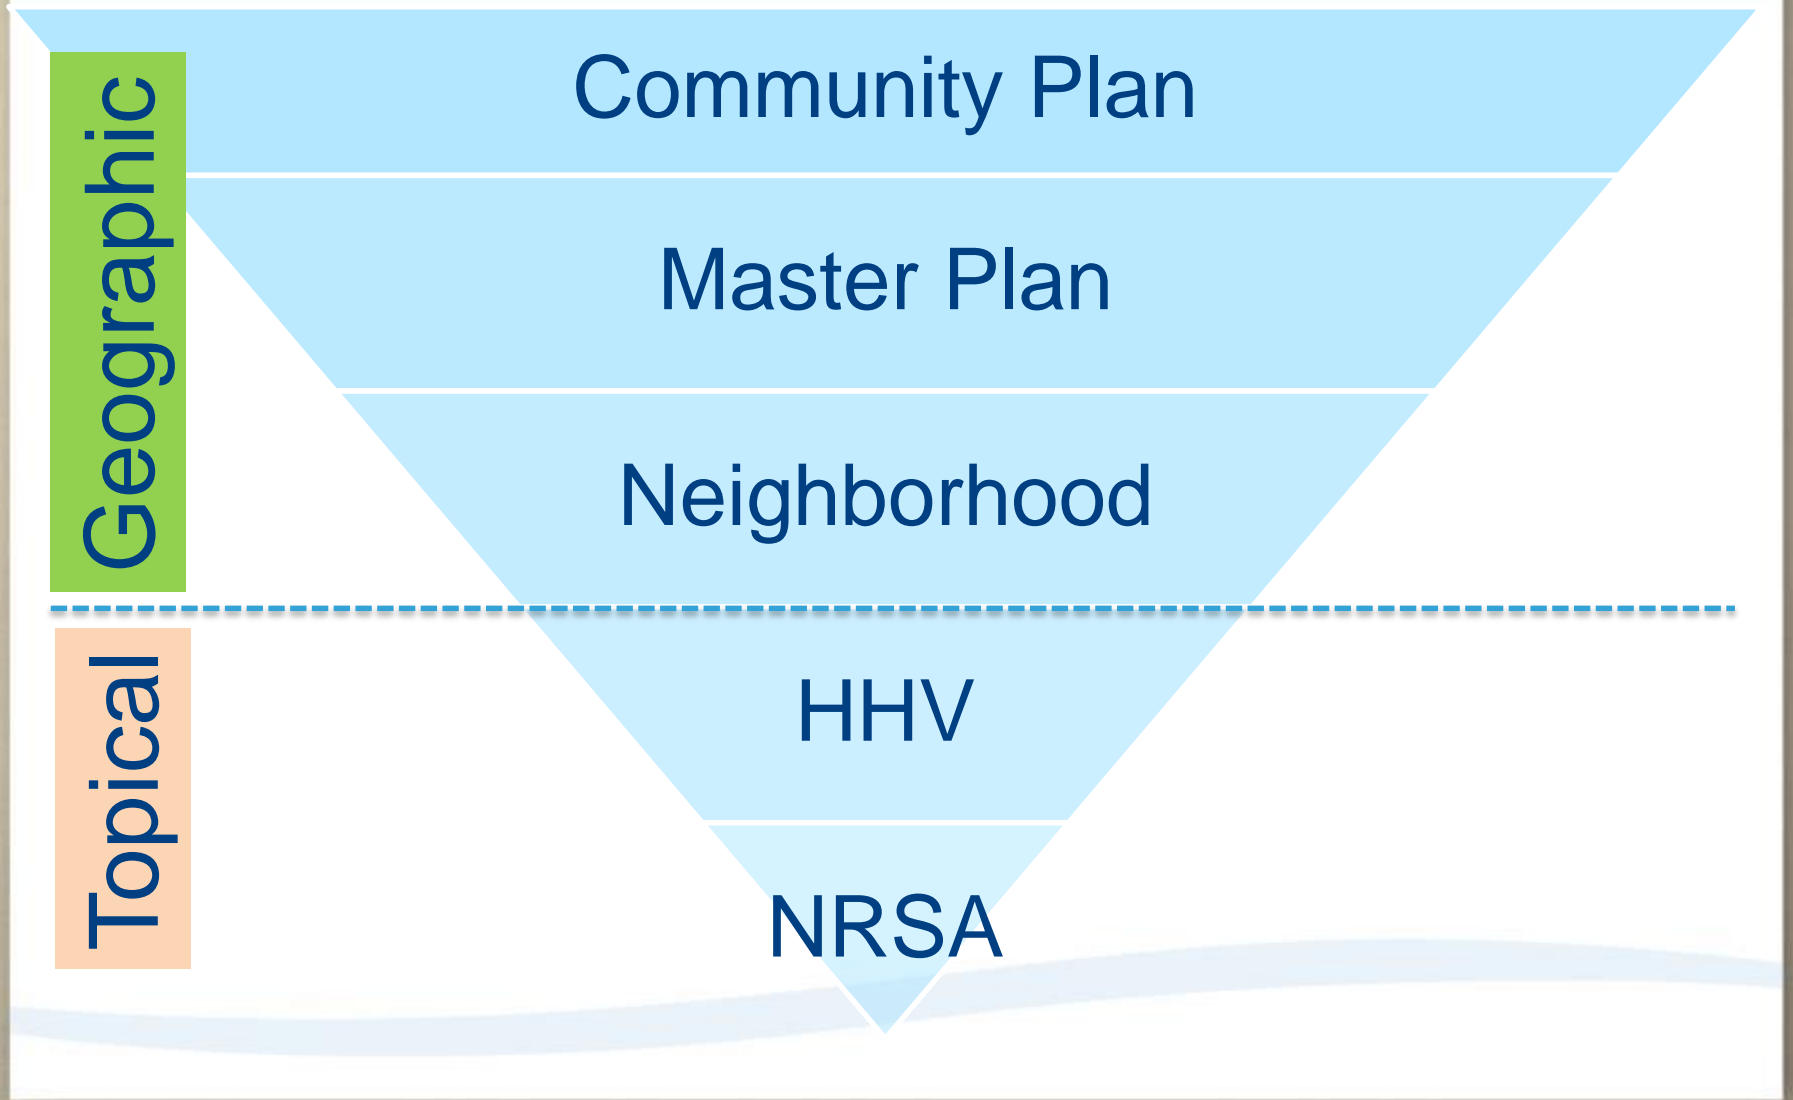 Geographic
Community Plan
Master Plan
Neighborhood
Topical
HHV
NRSA